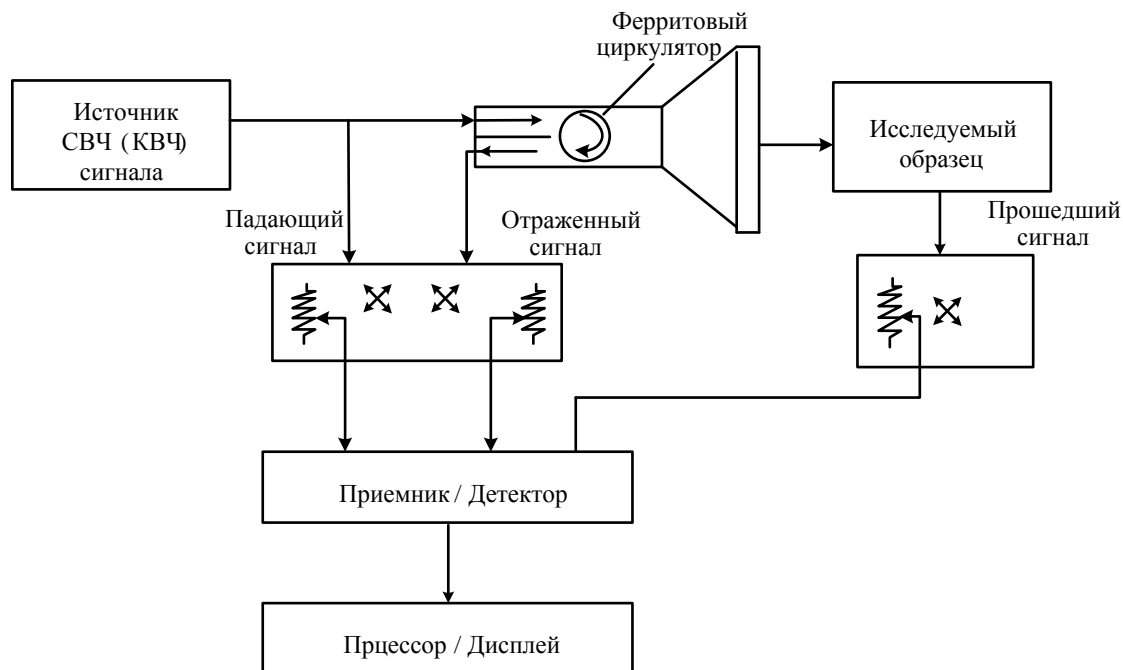 Ферритовый
циркулятор
Источник
СВЧ (КВЧ)
сигнала
Исследуемый
образец
Падающий
сигнал
Отраженный
сигнал
Прошедший
сигнал
Приемник / Детектор
Прцессор / Дисплей